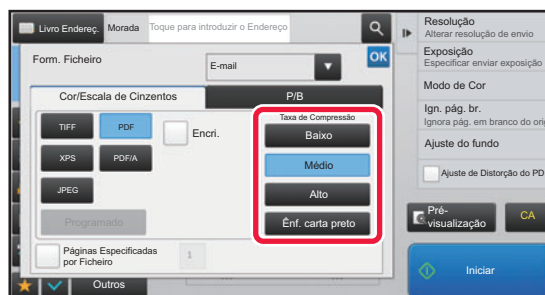 Livro Endereç.
Morada
Toque para introduzir o Endereço
Form. Ficheiro
E-mail
OK
Cor/Escala de Cinzentos
P/B
TIFF
PDF
Encri.
XPS
PDF/A
JPEG
Programado
Taxa de Compressão
Baixo
Médio
Alto
Ênf. carta preto
Páginas Especificadas
por Ficheiro
1
Outros
Resolução
Alterar resolução de envio
Exposição
Especificar enviar exposição
Modo de Cor
Ign. pág. br.
Ignora pág. em branco do ori
Ajuste do fundo
Ajuste de Distorção do PD
Pré-
visualização
CA
Iniciar